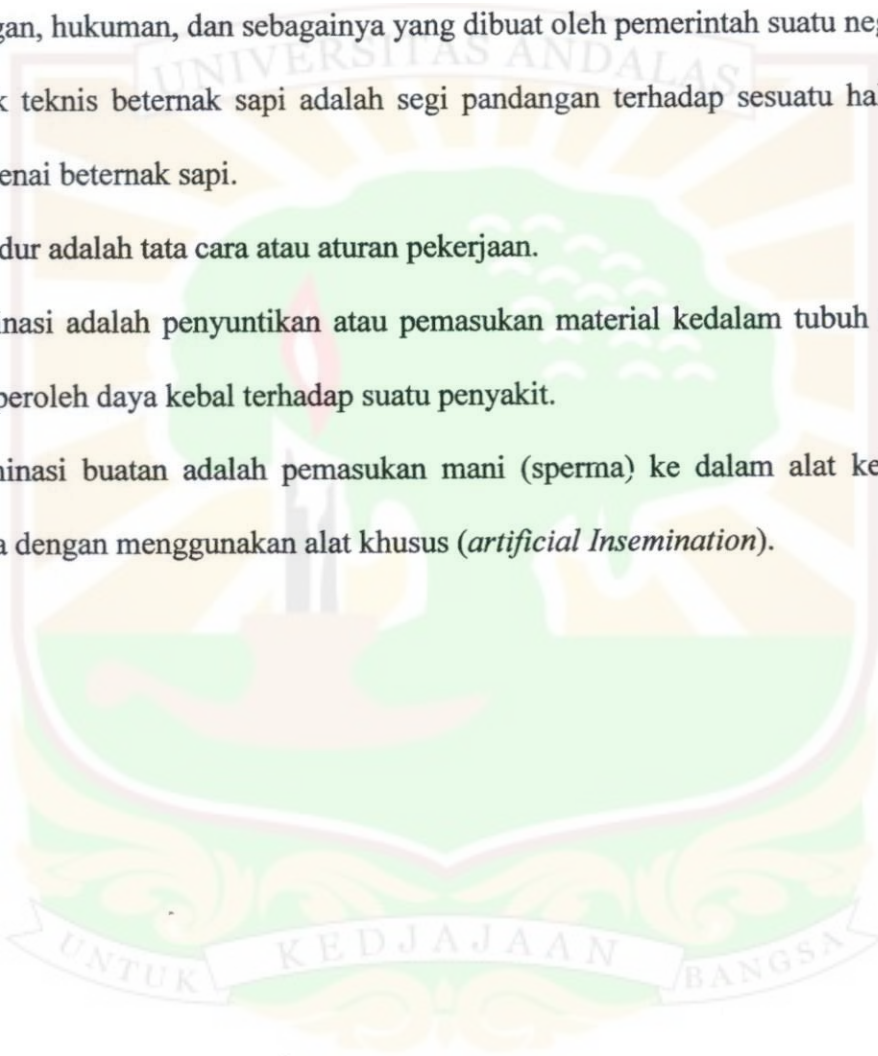 gan, hukuman, dan sebagainya yang dibuat oleh pemerintah suatu neg
UNIVERSITAS ANDALAS
k teknis beternak sapi adalah segi pandangan terhadap sesuatu ha
enai beternak sapi.
dur adalah tata cara atau aturan pekerjaan.
inasi adalah penyuntikan atau pemasukan material kedalam tubuh
peroleh daya kebal terhadap suatu penyakit.
ninasi buatan adalah pemasukan mani (sperma) ke dalam alat ke
a dengan menggunakan alat khusus (artificial Insemination).
UNTUK KEDJAJAAN BANGSA